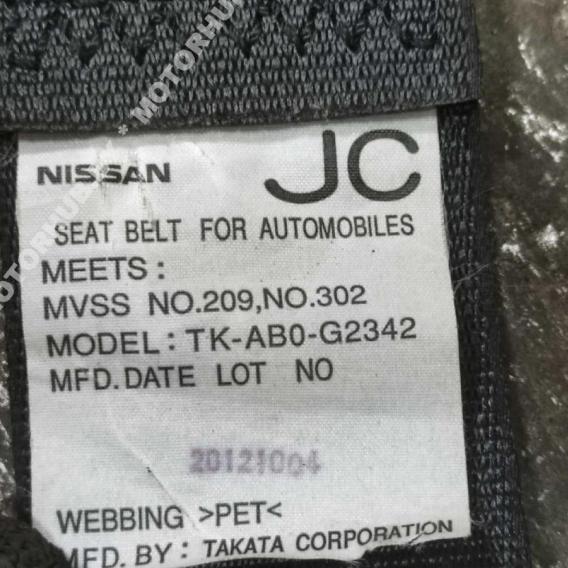 NISSAN JC
SEAT BELT FOR AUTOMOBILES
MEETS :
MVSS NO.209,NO.302
MODEL : TK-AB0-G2342
MFD.DATE LOT NO
20121004
WEBBING >PET<
MFD. BY : TAKATA CORPORATION